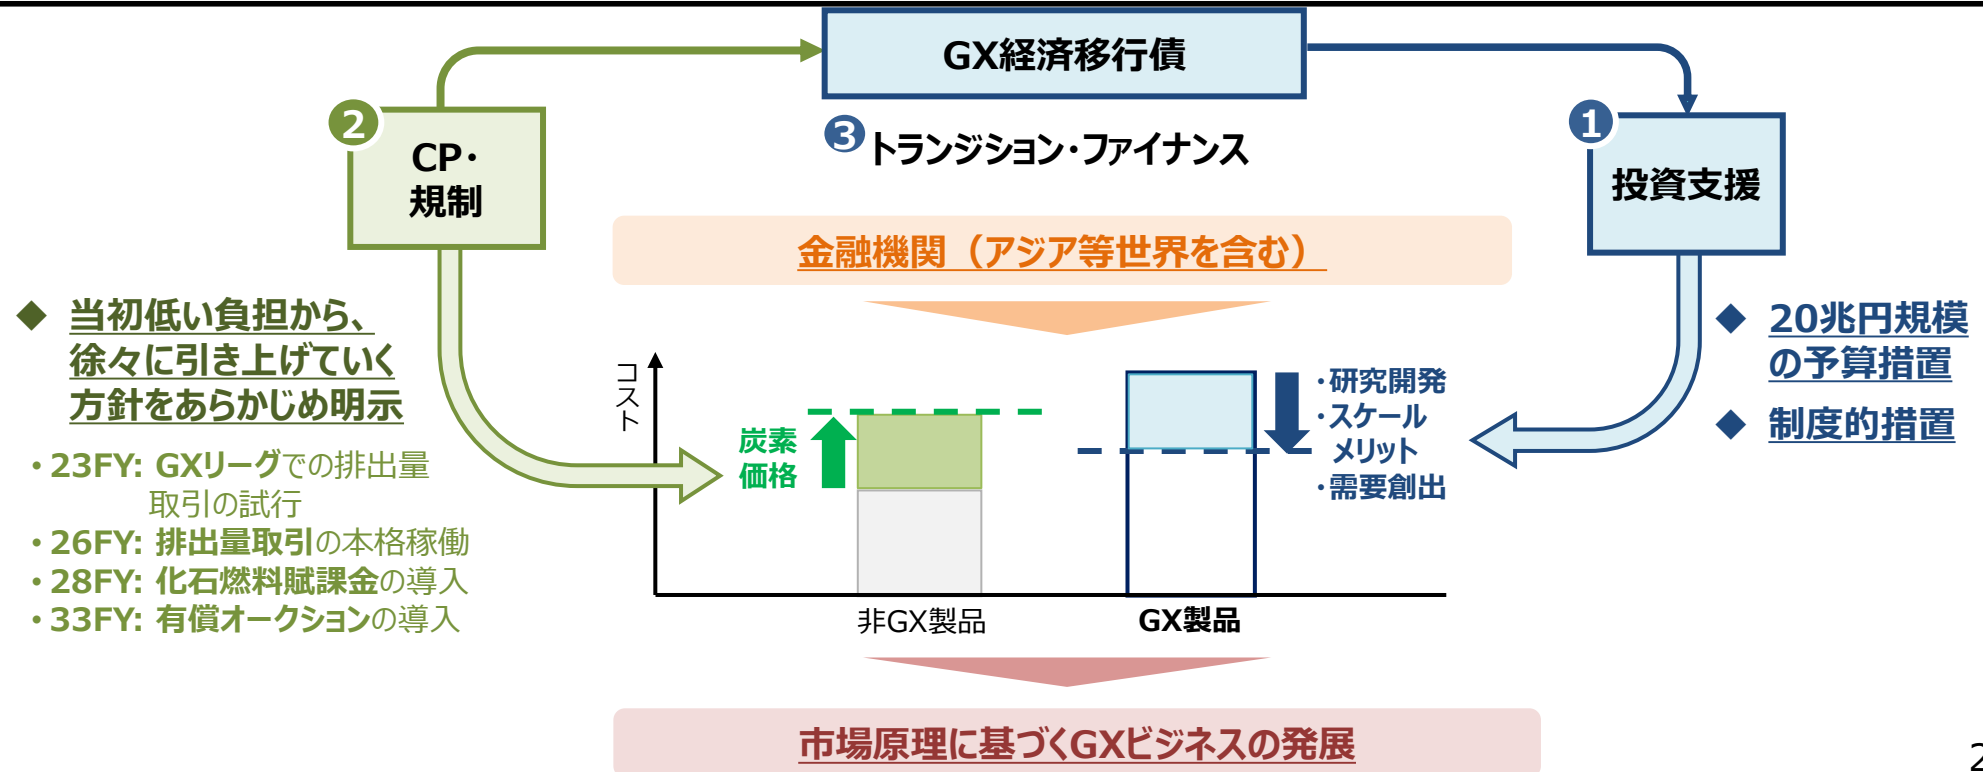 GX経済移行債
❷
CP・
規制
❸トランジション・ファイナンス
❶
投資支援
金融機関（アジア等世界を含む）
◆ 当初低い負担から、
徐々に引き上げていく
方針をあらかじめ明示
・23FY: GXリーグでの排出量
取引の試行
・26FY: 排出量取引の本格稼働
・28FY: 化石燃料賦課金の導入
・33FY: 有償オークションの導入
コスト
炭素
価格
・研究開発
・スケール
メリット
・需要創出
非GX製品
GX製品
◆ 20兆円規模
の予算措置
◆ 制度的措置
市場原理に基づくGXビジネスの発展